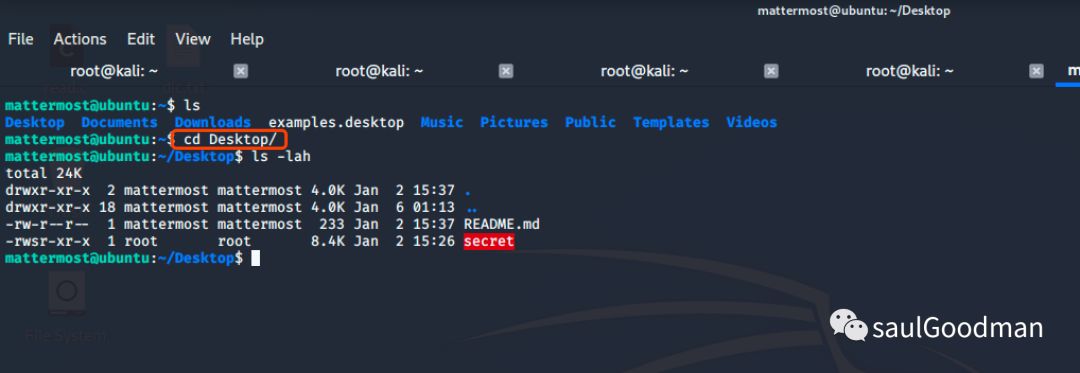 mattermost@ubuntu: ~/Desktop
File Actions Edit View Help
root@kali: ~ root@kali: ~ root@kali: ~ root@kali: ~ m
mattermost@ubuntu:~$ ls
Desktop Documents Downloads examples.desktop Music Pictures Public Templates Videos
mattermost@ubuntu:~$ cd Desktop/
mattermost@ubuntu:~/Desktop$ ls -lah
total 24K
drwxr-xr-x 2 mattermost mattermost 4.0K Jan 2 15:37 .
drwxr-xr-x 18 mattermost mattermost 4.0K Jan 6 01:13 ..
-rw-r--r-- 1 mattermost mattermost 233 Jan 2 15:37 README.md
-rwsr-xr-x 1 root root 8.4K Jan 2 15:26 secret
mattermost@ubuntu:~/Desktop$
File System
saulGoodman